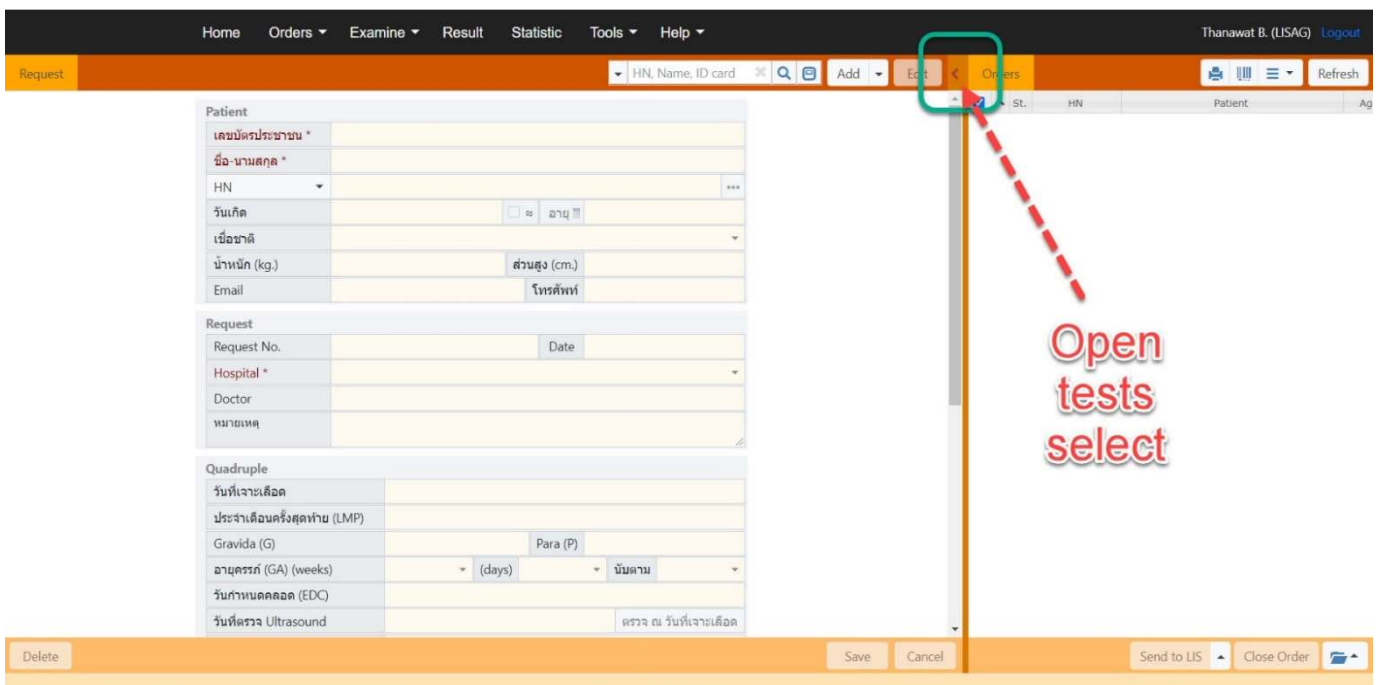 Home Orders Examine Result Statistic Tools Help Thanawat B. (LISAG) Logout
Request HN, Name, ID card Add Edit Orders Refresh
St. HN Patient Ag
Patient
เลขบัตรประชาชน *
ชื่อ-นามสกุล *
HN
วันเกิด ≈ อายุ
เชื้อชาติ
น้ำหนัก (kg.) ส่วนสูง (cm.)
Email โทรศัพท์
Request
Request No. Date
Hospital *
Doctor
หมายเหตุ
Quadruple
วันที่เจาะเลือด
ประจำเดือนครั้งสุดท้าย (LMP)
Gravida (G) Para (P)
อายุครรภ์ (GA) (weeks) (days) นับตาม
วันกำหนดคลอด (EDC)
วันที่ตรวจ Ultrasound ตรวจ ณ วันที่เจาะเลือด
Open
tests
select
Delete Save Cancel Send to LIS Close Order